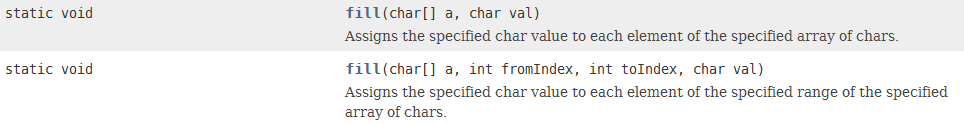 static void fill(char[] a, char val)
Assigns the specified char value to each element of the specified array of chars.
static void fill(char[] a, int fromIndex, int toIndex, char val)
Assigns the specified char value to each element of the specified range of the specified
array of chars.